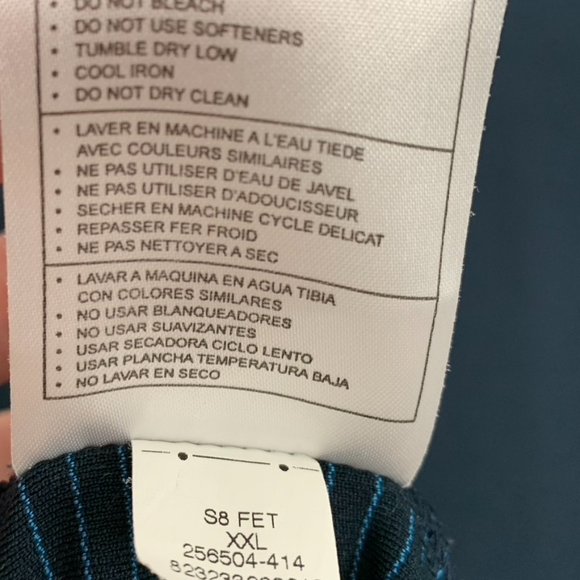 • DO NOT BLEACH
• DO NOT USE SOFTENERS
• TUMBLE DRY LOW
• COOL IRON
• DO NOT DRY CLEAN
• LAVER EN MACHINE A L'EAU TIEDE
AVEC COULEURS SIMILAIRES
• NE PAS UTILISER D'EAU DE JAVEL
• NE PAS UTILISER D'ADOUCISSEUR
• SECHER EN MACHINE CYCLE DELICAT
• REPASSER FER FROID
• NE PAS NETTOYER A SEC
• LAVAR A MAQUINA EN AGUA TIBIA
CON COLORES SIMILARES
• NO USAR BLANQUEADORES
• NO USAR SUAVIZANTES
• USAR SECADORA CICLO LENTO
• USAR PLANCHA TEMPERATURA BAJA
• NO LAVAR EN SECO
S8 FET
XXL
256504-414